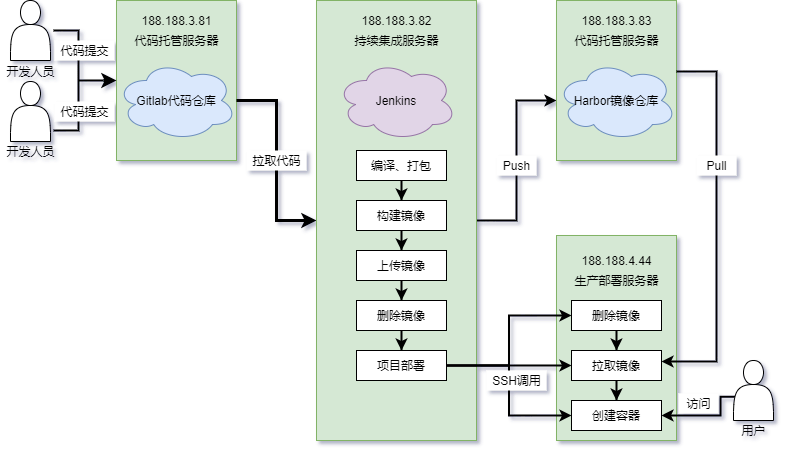 开发人员
代码提交
代码提交
开发人员
188.188.3.81
代码托管服务器
Gitlab代码仓库
拉取代码
188.188.3.82
持续集成服务器
Jenkins
编译、打包
构建镜像
上传镜像
删除镜像
项目部署
Push
188.188.3.83
代码托管服务器
Harbor镜像仓库
Pull
SSH调用
188.188.4.44
生产部署服务器
删除镜像
拉取镜像
创建容器
访问
用户